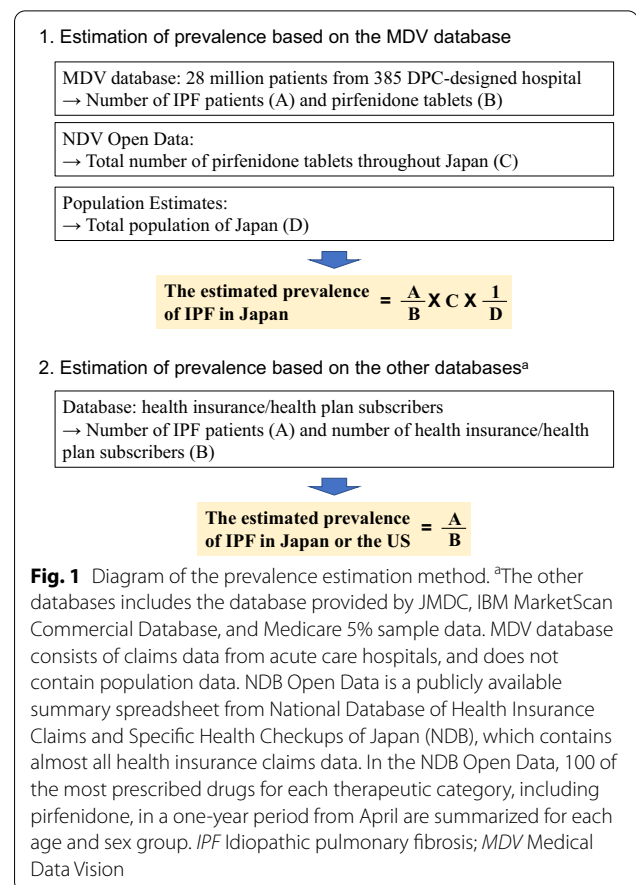 1. Estimation of prevalence based on the MDV database
MDV database: 28 million patients from 385 DPC-designed hospital
→ Number of IPF patients (A) and pirfenidone tablets (B)
NDV Open Data:
→ Total number of pirfenidone tablets throughout Japan (C)
Population Estimates:
→ Total population of Japan (D)
The estimated prevalence of IPF in Japan = A/B X C X 1/D
2. Estimation of prevalence based on the other databasesᵃ
Database: health insurance/health plan subscribers
→ Number of IPF patients (A) and number of health insurance/health
plan subscribers (B)
The estimated prevalence of IPF in Japan or the US = A/B
Fig. 1 Diagram of the prevalence estimation method. ᵃThe other
databases includes the database provided by JMDC, IBM MarketScan
Commercial Database, and Medicare 5% sample data. MDV database
consists of claims data from acute care hospitals, and does not
contain population data. NDB Open Data is a publicly available
summary spreadsheet from National Database of Health Insurance
Claims and Specific Health Checkups of Japan (NDB), which contains
almost all health insurance claims data. In the NDB Open Data, 100 of
the most prescribed drugs for each therapeutic category, including
pirfenidone, in a one-year period from April are summarized for each
age and sex group. IPF Idiopathic pulmonary fibrosis; MDV Medical
Data Vision